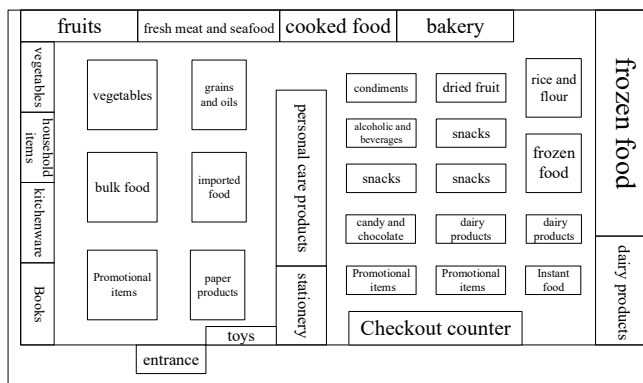 fruits
fresh meat and seafood
cooked food
bakery
frozen food
vegetables
household
items
kitchenware
Books
vegetables
grains
and oils
bulk food
imported
food
Promotional
items
paper
products
toys
entrance
personal care products
stationery
condiments
dried fruit
rice and
flour
alcoholic and
beverages
snacks
frozen
food
snacks
snacks
candy and
chocolate
dairy
products
dairy
products
Promotional
items
Promotional
items
Instant
food
Checkout counter
dairy products